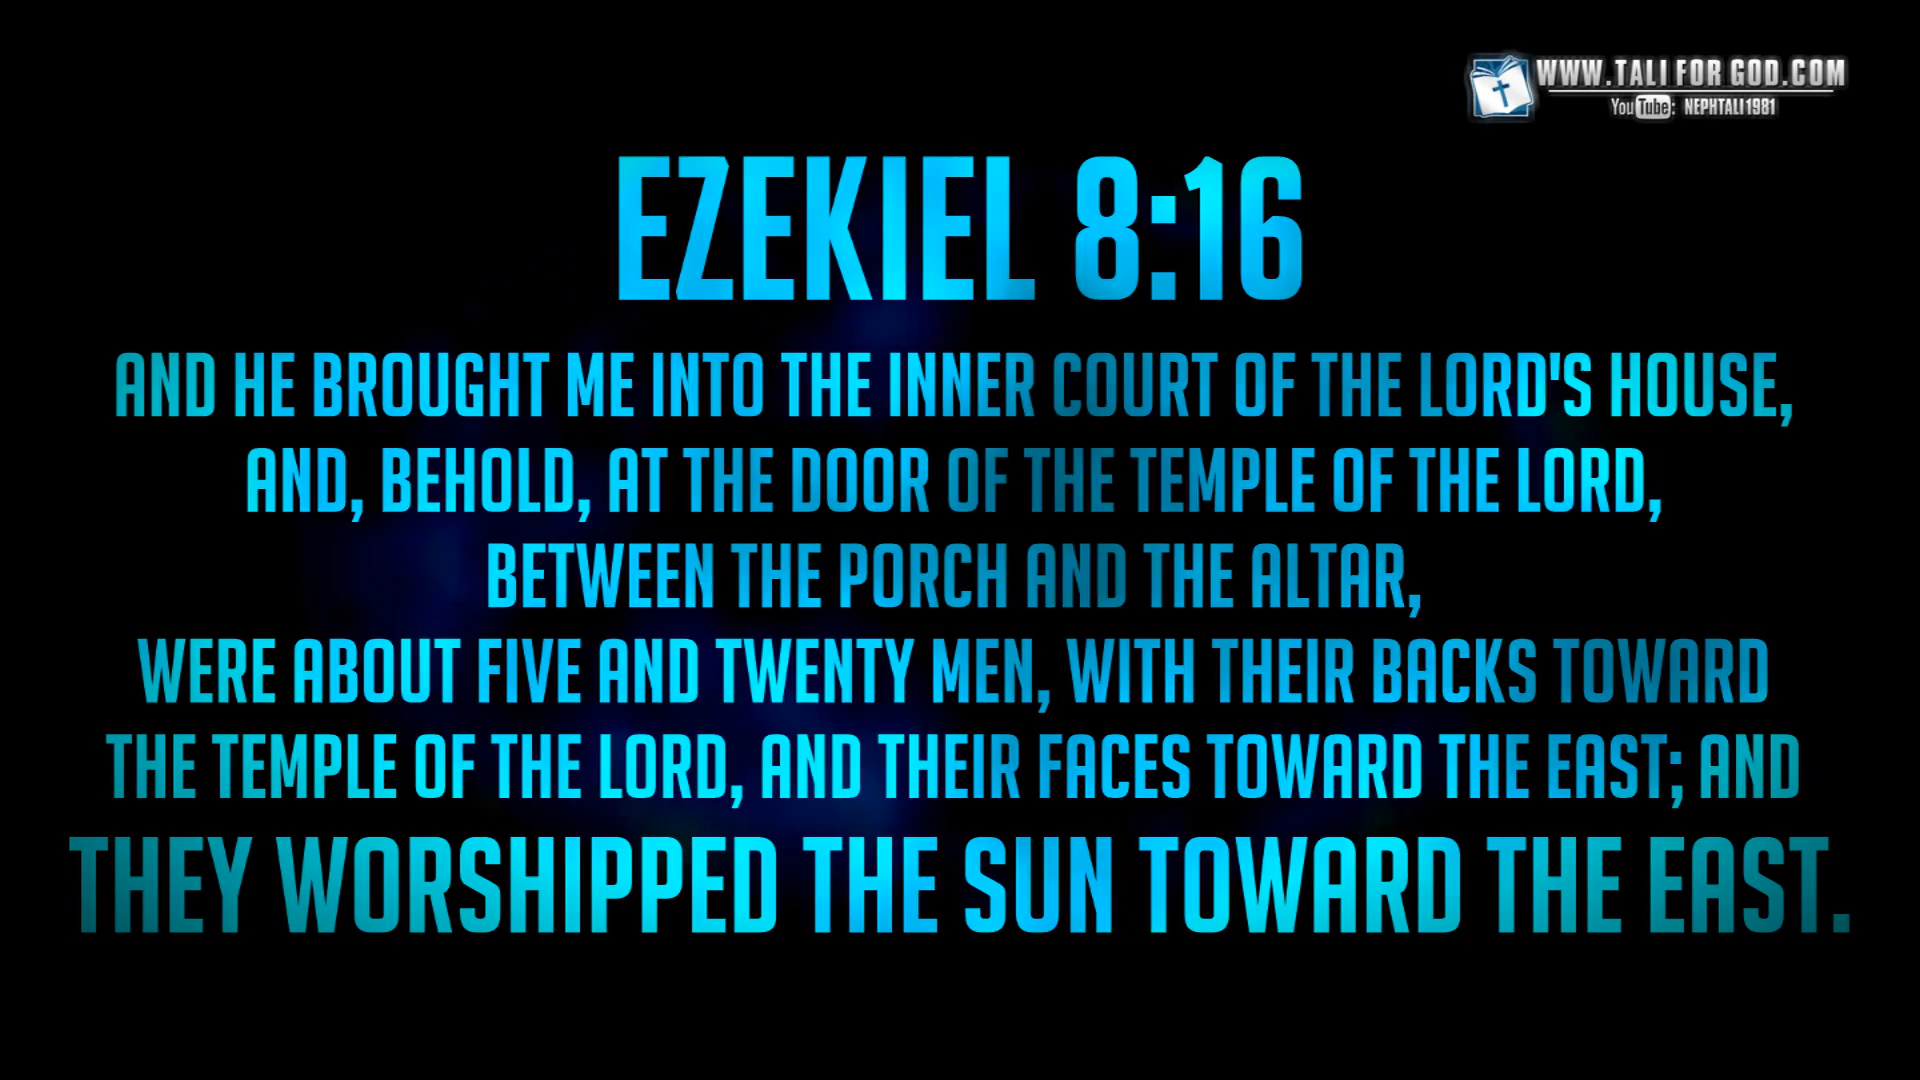 WWW.TALI FOR GOD.COM
YouTube: NEPHTALI1981
EZEKIEL 8:16
AND HE BROUGHT ME INTO THE INNER COURT OF THE LORD'S HOUSE,
AND, BEHOLD, AT THE DOOR OF THE TEMPLE OF THE LORD,
BETWEEN THE PORCH AND THE ALTAR,
WERE ABOUT FIVE AND TWENTY MEN, WITH THEIR BACKS TOWARD
THE TEMPLE OF THE LORD, AND THEIR FACES TOWARD THE EAST; AND
THEY WORSHIPPED THE SUN TOWARD THE EAST.